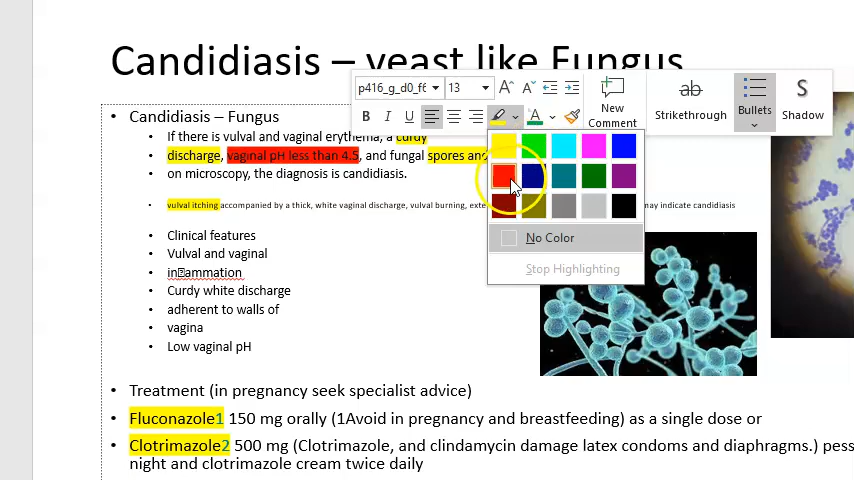 Candidiasis – yeast like Fungus
p416_g_d0_f6 13
New
Comment
Strikethrough
Bullets
Shadow
B I U
• Candidiasis – Fungus
• If there is vulval and vaginal erythema, a curdy
• discharge, vaginal pH less than 4.5, and fungal spores and
• on microscopy, the diagnosis is candidiasis.
• vulval itching accompanied by a thick, white vaginal discharge, vulval burning, exte may indicate candidiasis
No Color
Stop Highlighting
• Clinical features
• Vulval and vaginal
• in�ammation
• Curdy white discharge
• adherent to walls of
• vagina
• Low vaginal pH
• Treatment (in pregnancy seek specialist advice)
• Fluconazole1 150 mg orally (1Avoid in pregnancy and breastfeeding) as a single dose or
• Clotrimazole2 500 mg (Clotrimazole, and clindamycin damage latex condoms and diaphragms.) pess
night and clotrimazole cream twice daily